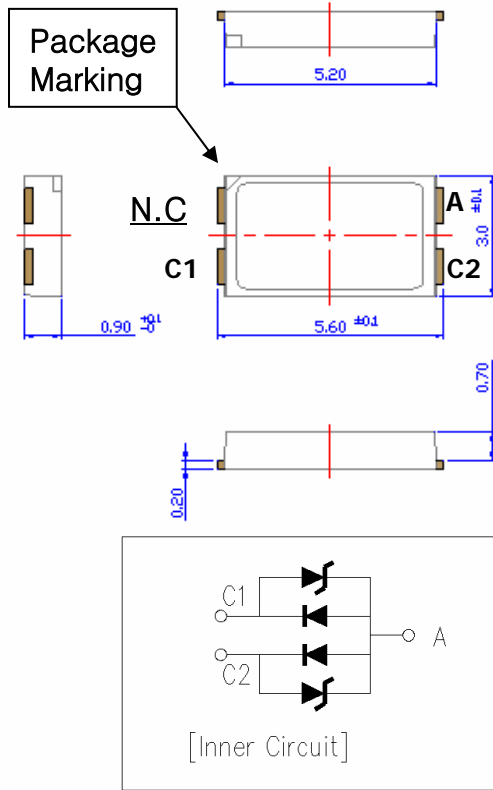 Package
Marking
5.20
N.C
A
C1
C2
3.0 ±0.1
0.90 +0.1 -0
5.60 ±0.1
0.70
0.20
C1
A
C2
[Inner Circuit]